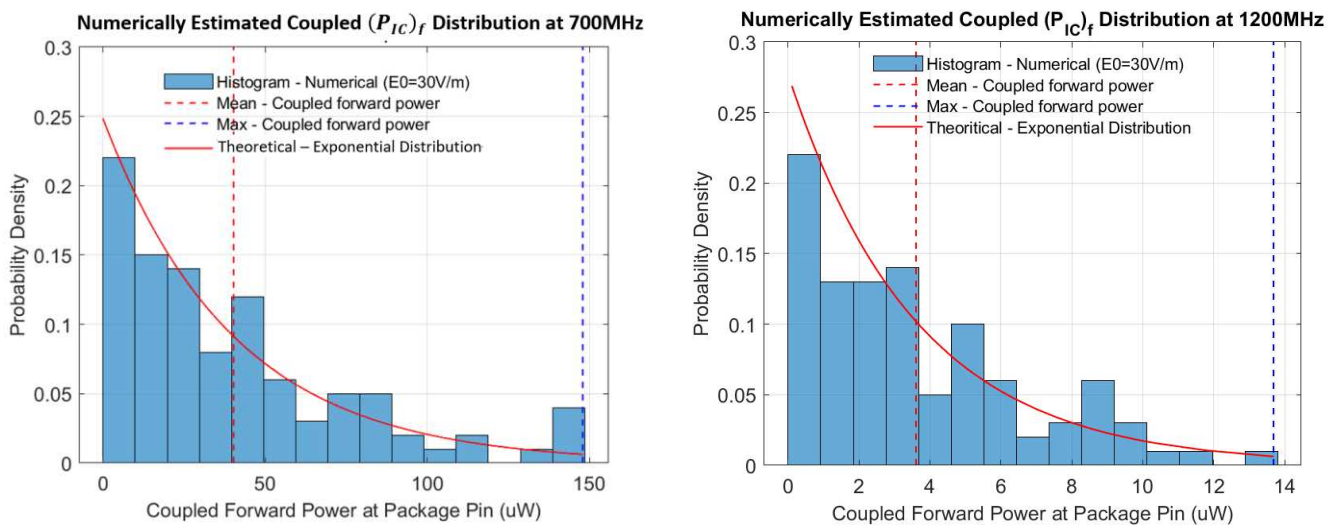 Numerically Estimated Coupled (P_IC)_f Distribution at 700MHz
0.3
0.25
0.2
0.15
0.1
0.05
0
Probability Density
Histogram - Numerical (E0=30V/m)
Mean - Coupled forward power
Max - Coupled forward power
Theoretical – Exponential Distribution
0 50 100 150
Coupled Forward Power at Package Pin (uW)
Numerically Estimated Coupled (P_IC)_f Distribution at 1200MHz
0.3
0.25
0.2
0.15
0.1
0.05
0
Probability Density
Histogram - Numerical (E0=30V/m)
Mean - Coupled forward power
Max - Coupled forward power
Theoritical - Exponential Distribution
0 2 4 6 8 10 12 14
Coupled Forward Power at Package Pin (uW)